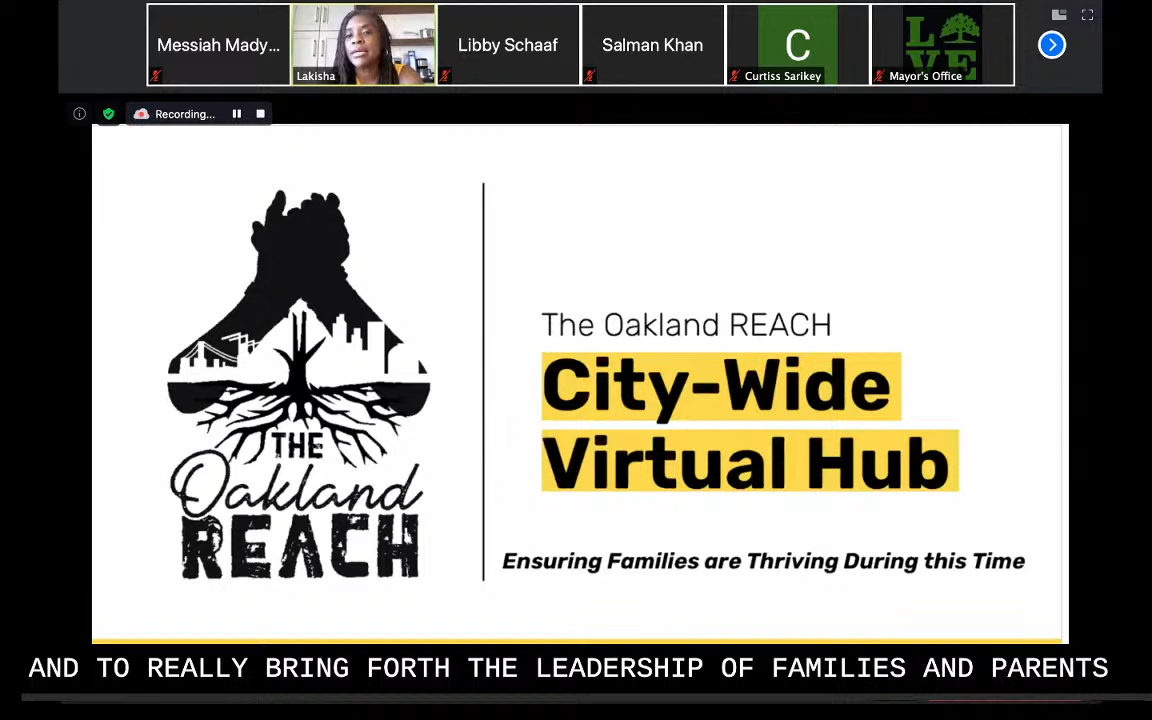 Messiah Mady...
Lakisha
Libby Schaaf
Salman Khan
C
Curtiss Sarikey
LOVE
Mayor's Office
Recording...
THE
Oakland
REACH
The Oakland REACH
City-Wide
Virtual Hub
Ensuring Families are Thriving During this Time
AND TO REALLY BRING FORTH THE LEADERSHIP OF FAMILIES AND PARENTS